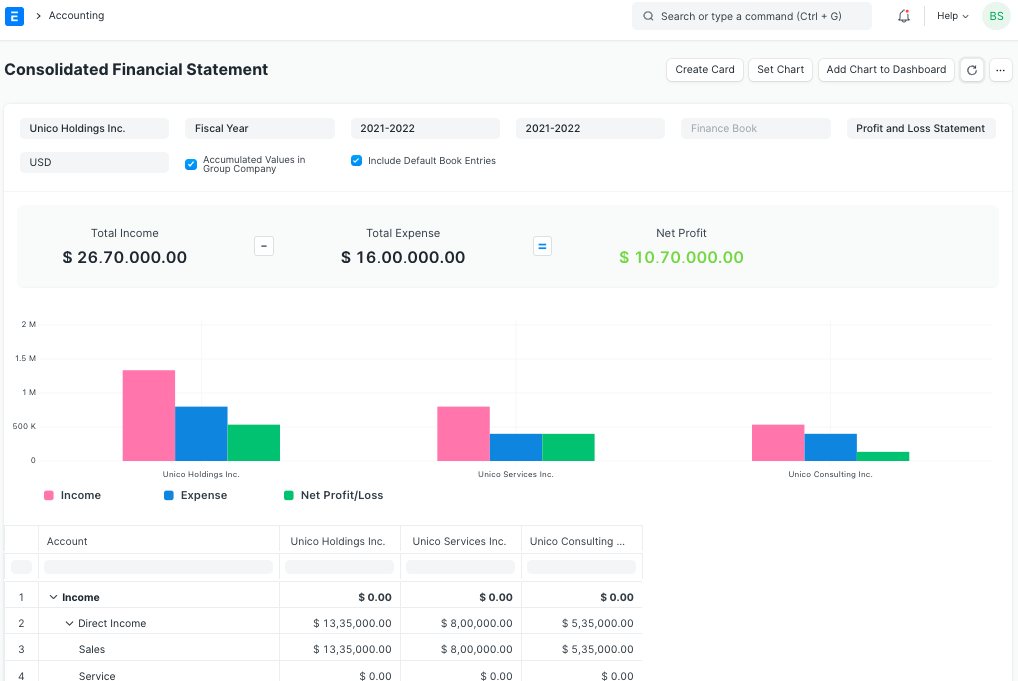 E > Accounting
Search or type a command (Ctrl + G)
Help
BS
Consolidated Financial Statement
Create Card
Set Chart
Add Chart to Dashboard
...
Unico Holdings Inc.
Fiscal Year
2021-2022
2021-2022
Finance Book
Profit and Loss Statement
USD
Accumulated Values in
Group Company
Include Default Book Entries
Total Income
$ 26.70.000.00
-
Total Expense
$ 16.00.000.00
=
Net Profit
$ 10.70.000.00
2 M
1.5 M
1 M
500 K
0
Unico Holdings Inc.
Unico Services Inc.
Unico Consulting Inc.
Income
Expense
Net Profit/Loss
Account Unico Holdings Inc. Unico Services Inc. Unico Consulting ...
1 Income $ 0.00 $ 0.00 $ 0.00
2 Direct Income $ 13,35,000.00 $ 8,00,000.00 $ 5,35,000.00
3 Sales $ 13,35,000.00 $ 8,00,000.00 $ 5,35,000.00
4 Service $ 0.00 $ 0.00 $ 0.00